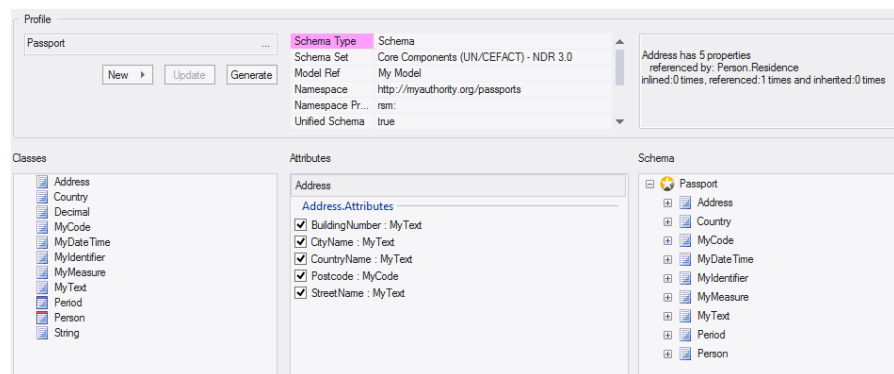 Profile
Passport ...
New Update Generate
Schema Type Schema
Schema Set Core Components (UN/CEFACT) - NDR 3.0
Model Ref My Model
Namespace http://myauthority.org/passports
Namespace Pr... rsm:
Unified Schema true
Address has 5 properties
referenced by: Person.Residence
inlined:0 times, referenced:1 times and inherited:0 times
Classes
Address
Country
Decimal
MyCode
MyDateTime
MyIdentifier
MyMeasure
MyText
Period
Person
String
Attributes
Address
Address.Attributes
BuildingNumber : MyText
CityName : MyText
CountryName : MyText
Postcode : MyCode
StreetName : MyText
Schema
Passport
Address
Country
MyCode
MyDateTime
MyIdentifier
MyMeasure
MyText
Period
Person